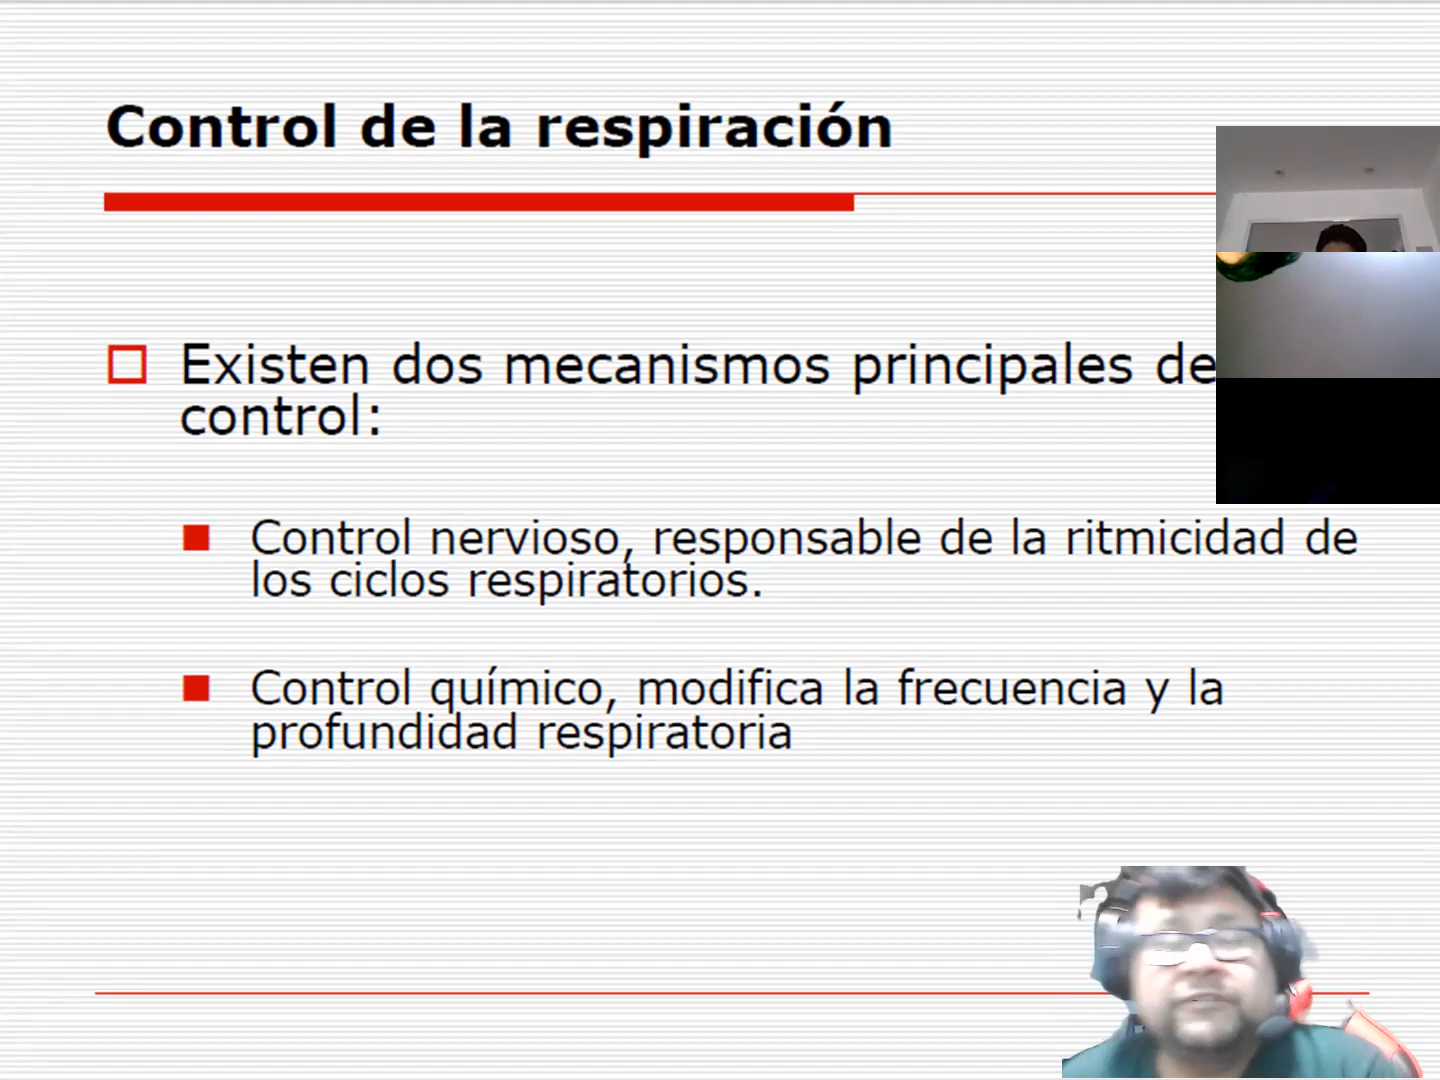 Control de la respiración
Existen dos mecanismos principales de
control:
Control nervioso, responsable de la ritmicidad de
los ciclos respiratorios.
Control químico, modifica la frecuencia y la
profundidad respiratoria